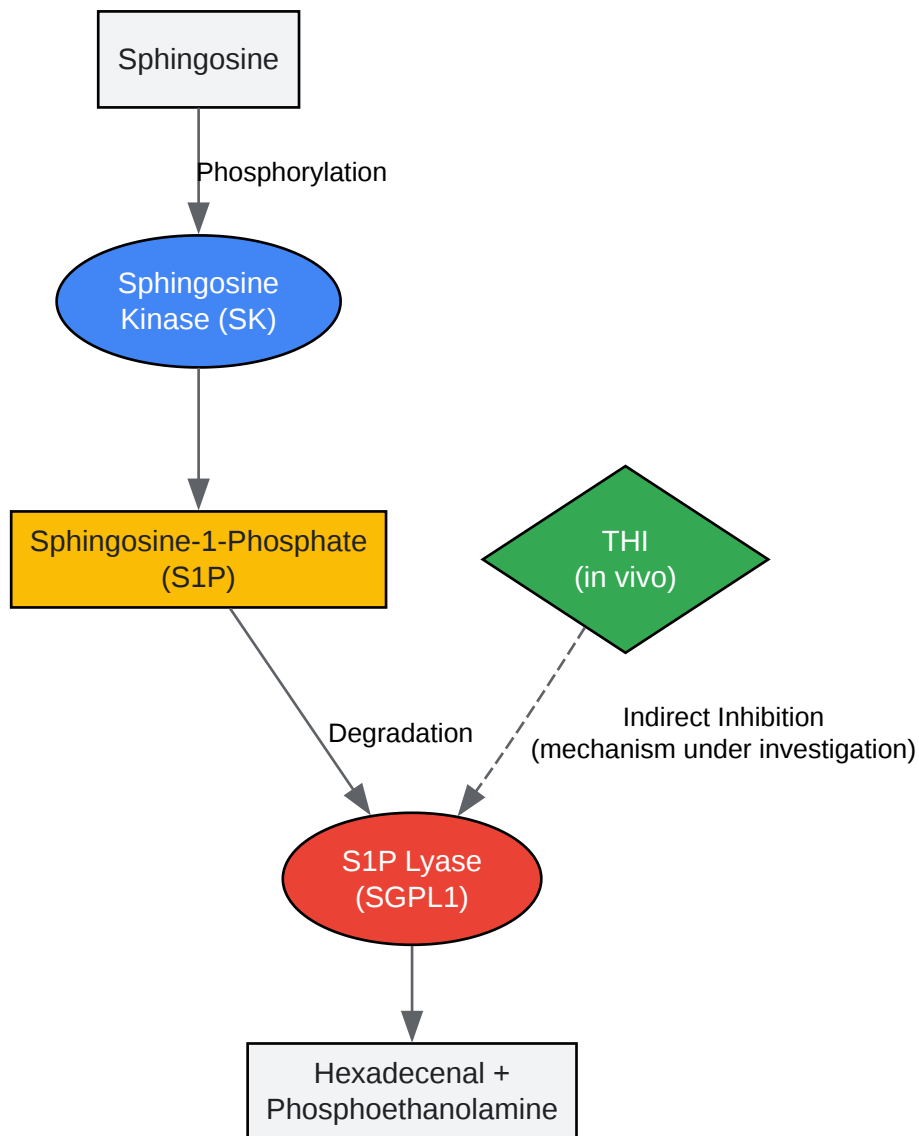 Sphingosine
Phosphorylation
Sphingosine
Kinase (SK)
Sphingosine-1-Phosphate
(S1P)
THI
(in vivo)
Degradation
Indirect Inhibition
(mechanism under investigation)
S1P Lyase
(SGPL1)
Hexadecenal +
Phosphoethanolamine